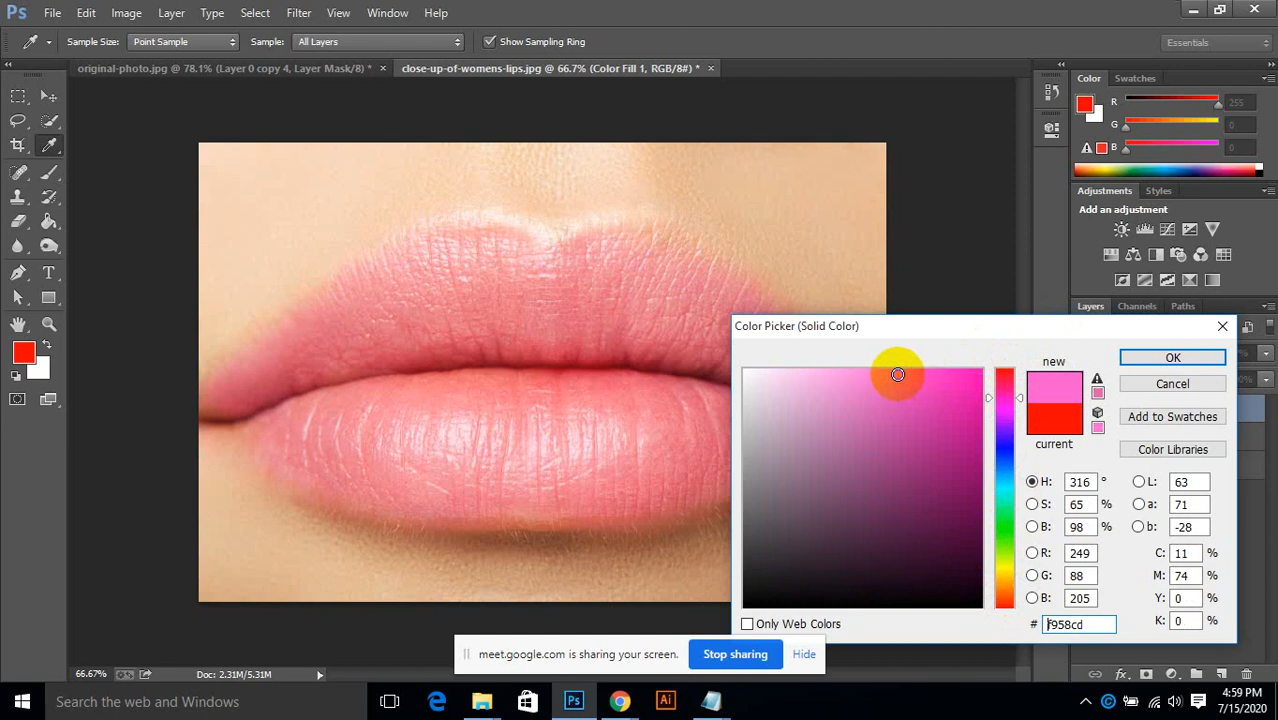 Ps File Edit Image Layer Type Select Filter View Window Help
Sample Size: Point Sample Sample: All Layers Show Sampling Ring Essentials
original-photo.jpg @ 78.1% (Layer 0 copy 4, Layer Mask/8) * × close-up-of-womens-lips.jpg @ 66.7% (Color Fill 1, RGB/8#) * ×
Color Swatches
R 255
G 0
B 0
Adjustments Styles
Add an adjustment
Layers Channels Paths
Color Picker (Solid Color)
new
OK
Cancel
Add to Swatches
current
Color Libraries
H: 316 ° L: 63
S: 65 % a: 71
B: 98 % b: -28
R: 249 C: 11 %
G: 88 M: 74 %
B: 205 Y: 0 %
Only Web Colors # f958cd K: 0 %
meet.google.com is sharing your screen. Stop sharing Hide
66.67% Doc: 2.31M/5.31M
Search the web and Windows
Ps Ai
4:59 PM
7/15/2020